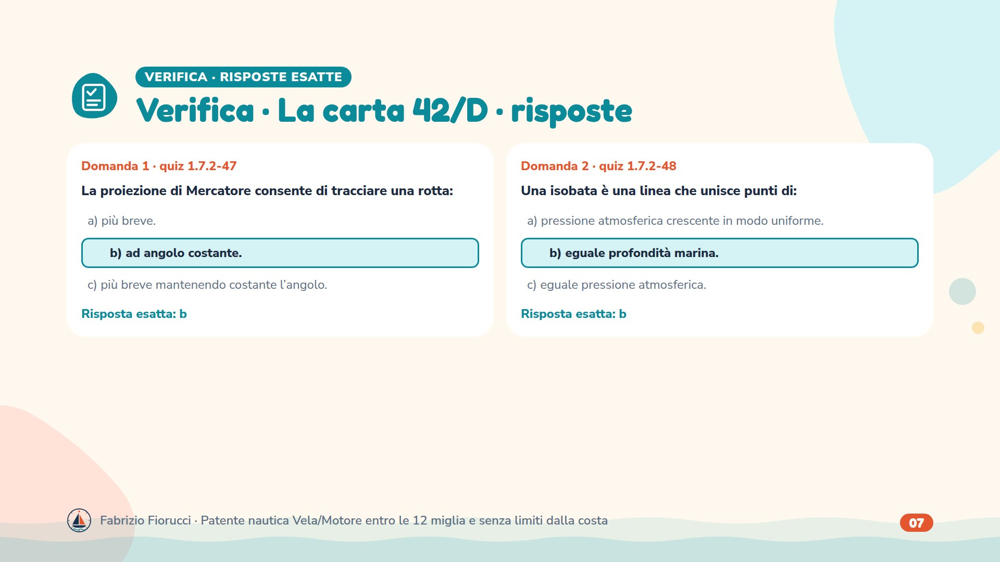 VERIFICA · RISPOSTE ESATTE
Verifica · La carta 42/D · risposte
Domanda 1 · quiz 1.7.2-47
La proiezione di Mercatore consente di tracciare una rotta:
a) più breve.
b) ad angolo costante.
c) più breve mantenendo costante l’angolo.
Risposta esatta: b
Domanda 2 · quiz 1.7.2-48
Una isobata è una linea che unisce punti di:
a) pressione atmosferica crescente in modo uniforme.
b) eguale profondità marina.
c) eguale pressione atmosferica.
Risposta esatta: b
Fabrizio Fiorucci · Patente nautica Vela/Motore entro le 12 miglia e senza limiti dalla costa
07